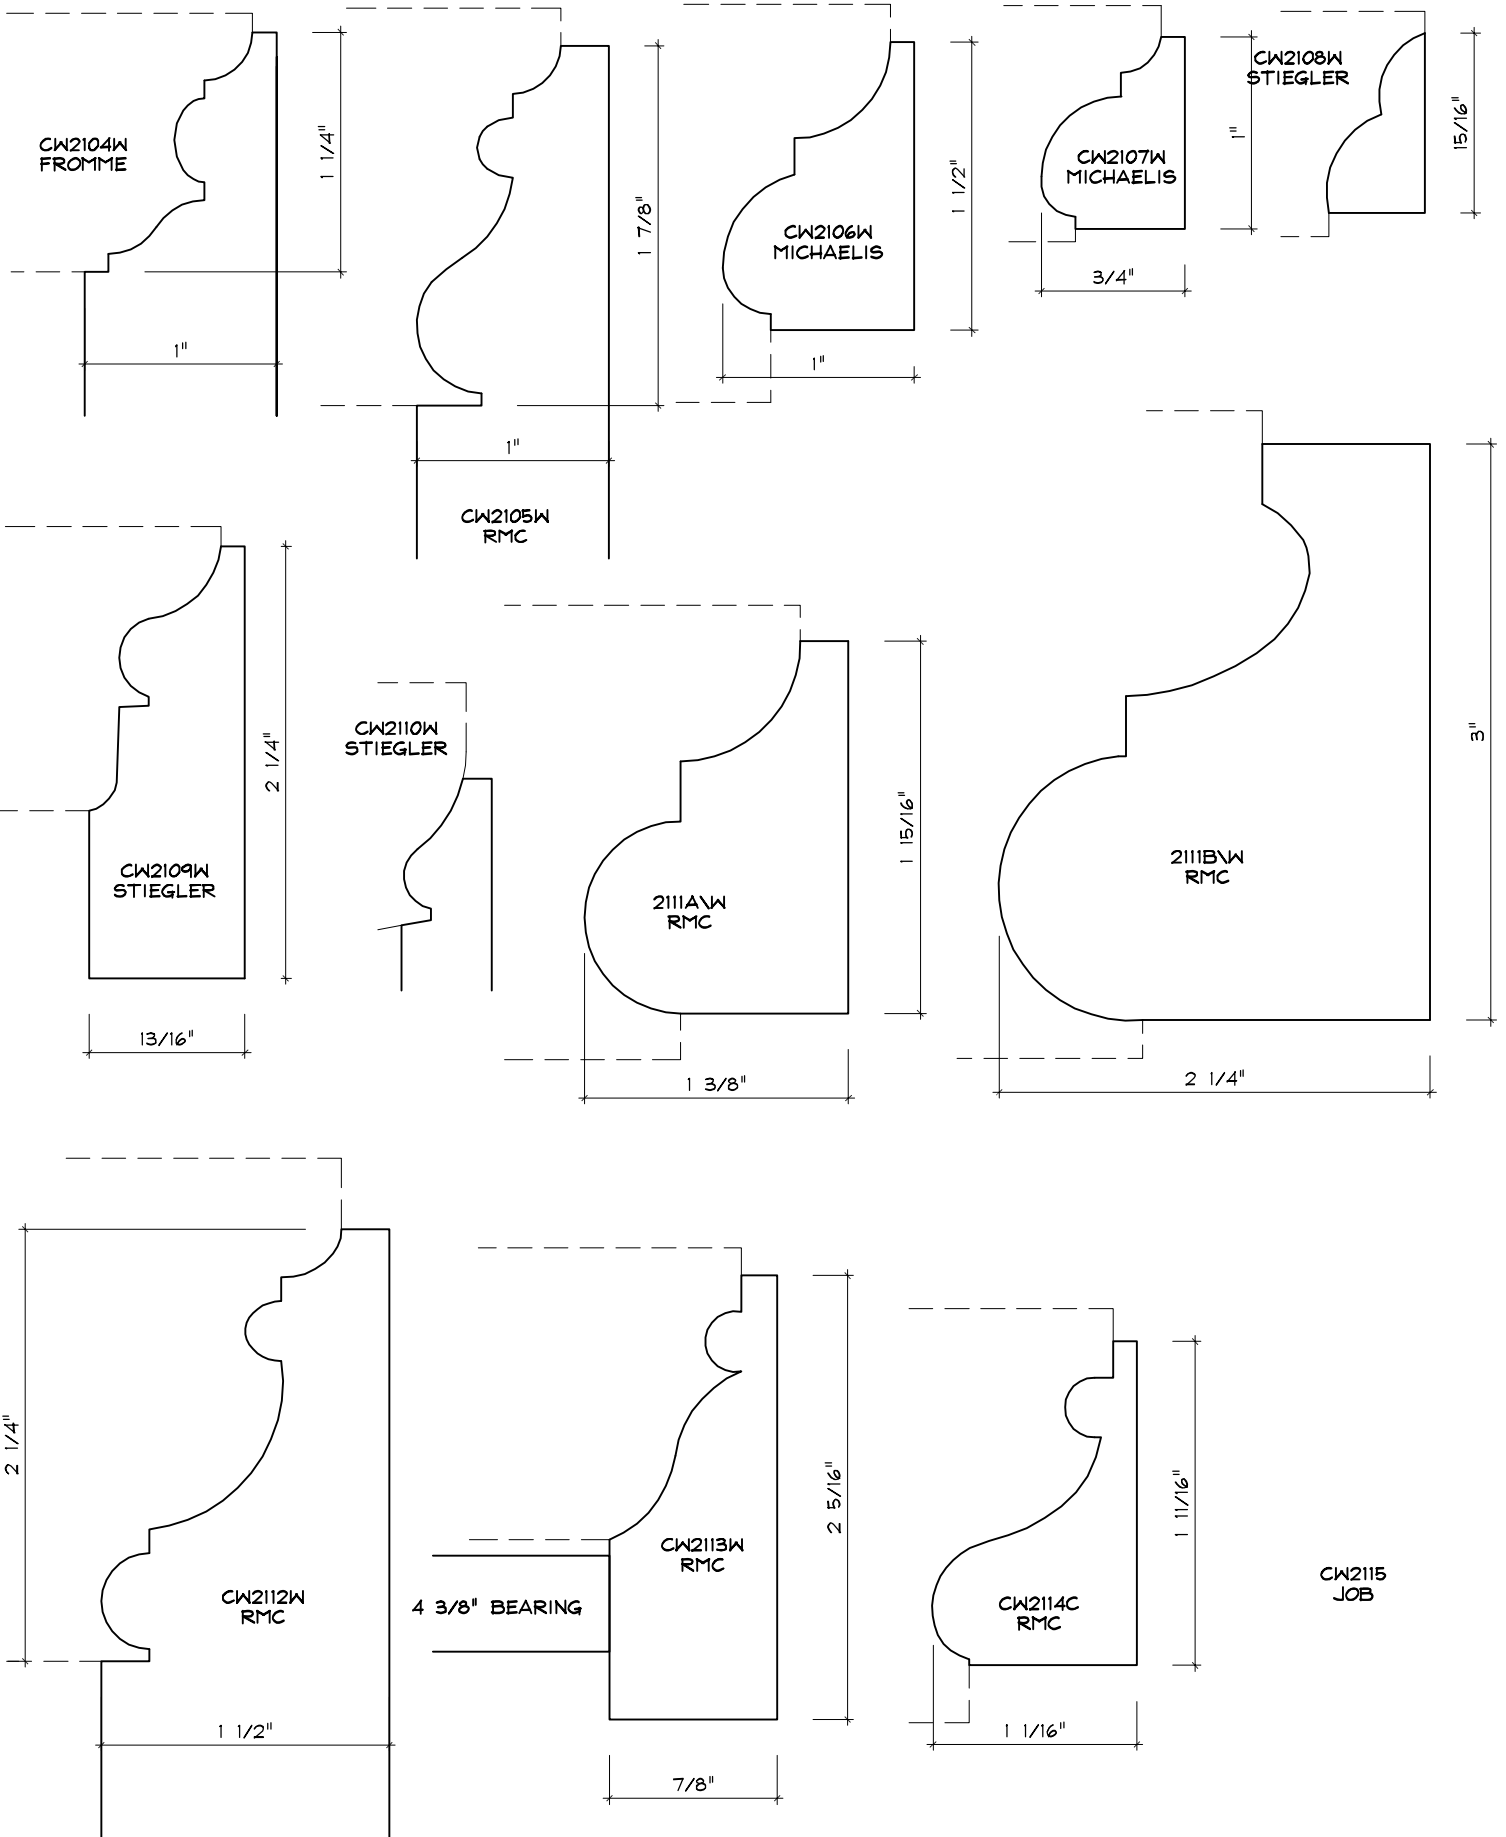 CW2104W
FROMME
1 1/4"
1"
1 7/8"
1"
CW2105W
RMC
CW2106W
MICHAELIS
1 1/2"
1"
CW2107W
MICHAELIS
1"
3/4"
CW2108W
STIEGLER
15/16"
CW2109W
STIEGLER
2 1/4"
13/16"
CW2110W
STIEGLER
2111A\W
RMC
1 15/16"
1 3/8"
2111B\W
RMC
3"
2 1/4"
2 1/4"
CW2112W
RMC
1 1/2"
CW2113W
RMC
4 3/8" BEARING
2 5/16"
7/8"
CW2114C
RMC
1 11/16"
1 1/16"
CW2115
JOB